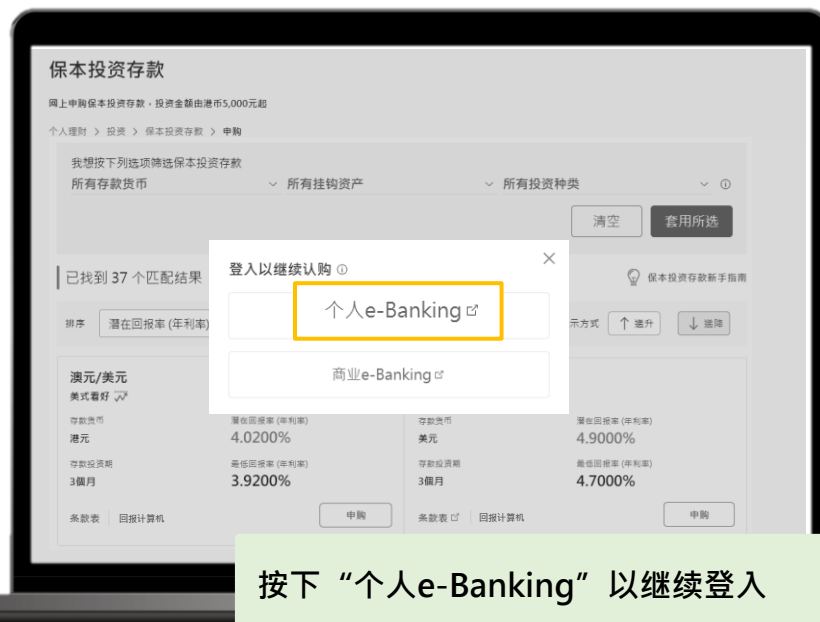 保本投资存款
网上申购保本投资存款，投资金额由港币5,000元起
个人理财 > 投资 > 保本投资存款 > 申购
我想按下列选项筛选保本投资存款
所有存款货币 所有挂钩资产 所有投资种类
清空 套用所选
已找到 37 个匹配结果
保本投资存款新手指南
登入以继续认购
个人e-Banking
商业e-Banking
排序 潜在回报率 (年利率) 示方式 ↑ 递升 ↓ 递降
澳元/美元
美式看好
存款货币 潜在回报率 (年利率) 存款货币 潜在回报率 (年利率)
港元 4.0200% 美元 4.9000%
存款投资期 最低回报率 (年利率) 存款投资期 最低回报率 (年利率)
3個月 3.9200% 3個月 4.7000%
条款表 回报计算机 申购 条款表 回报计算机 申购
按下“个人e-Banking”以继续登入